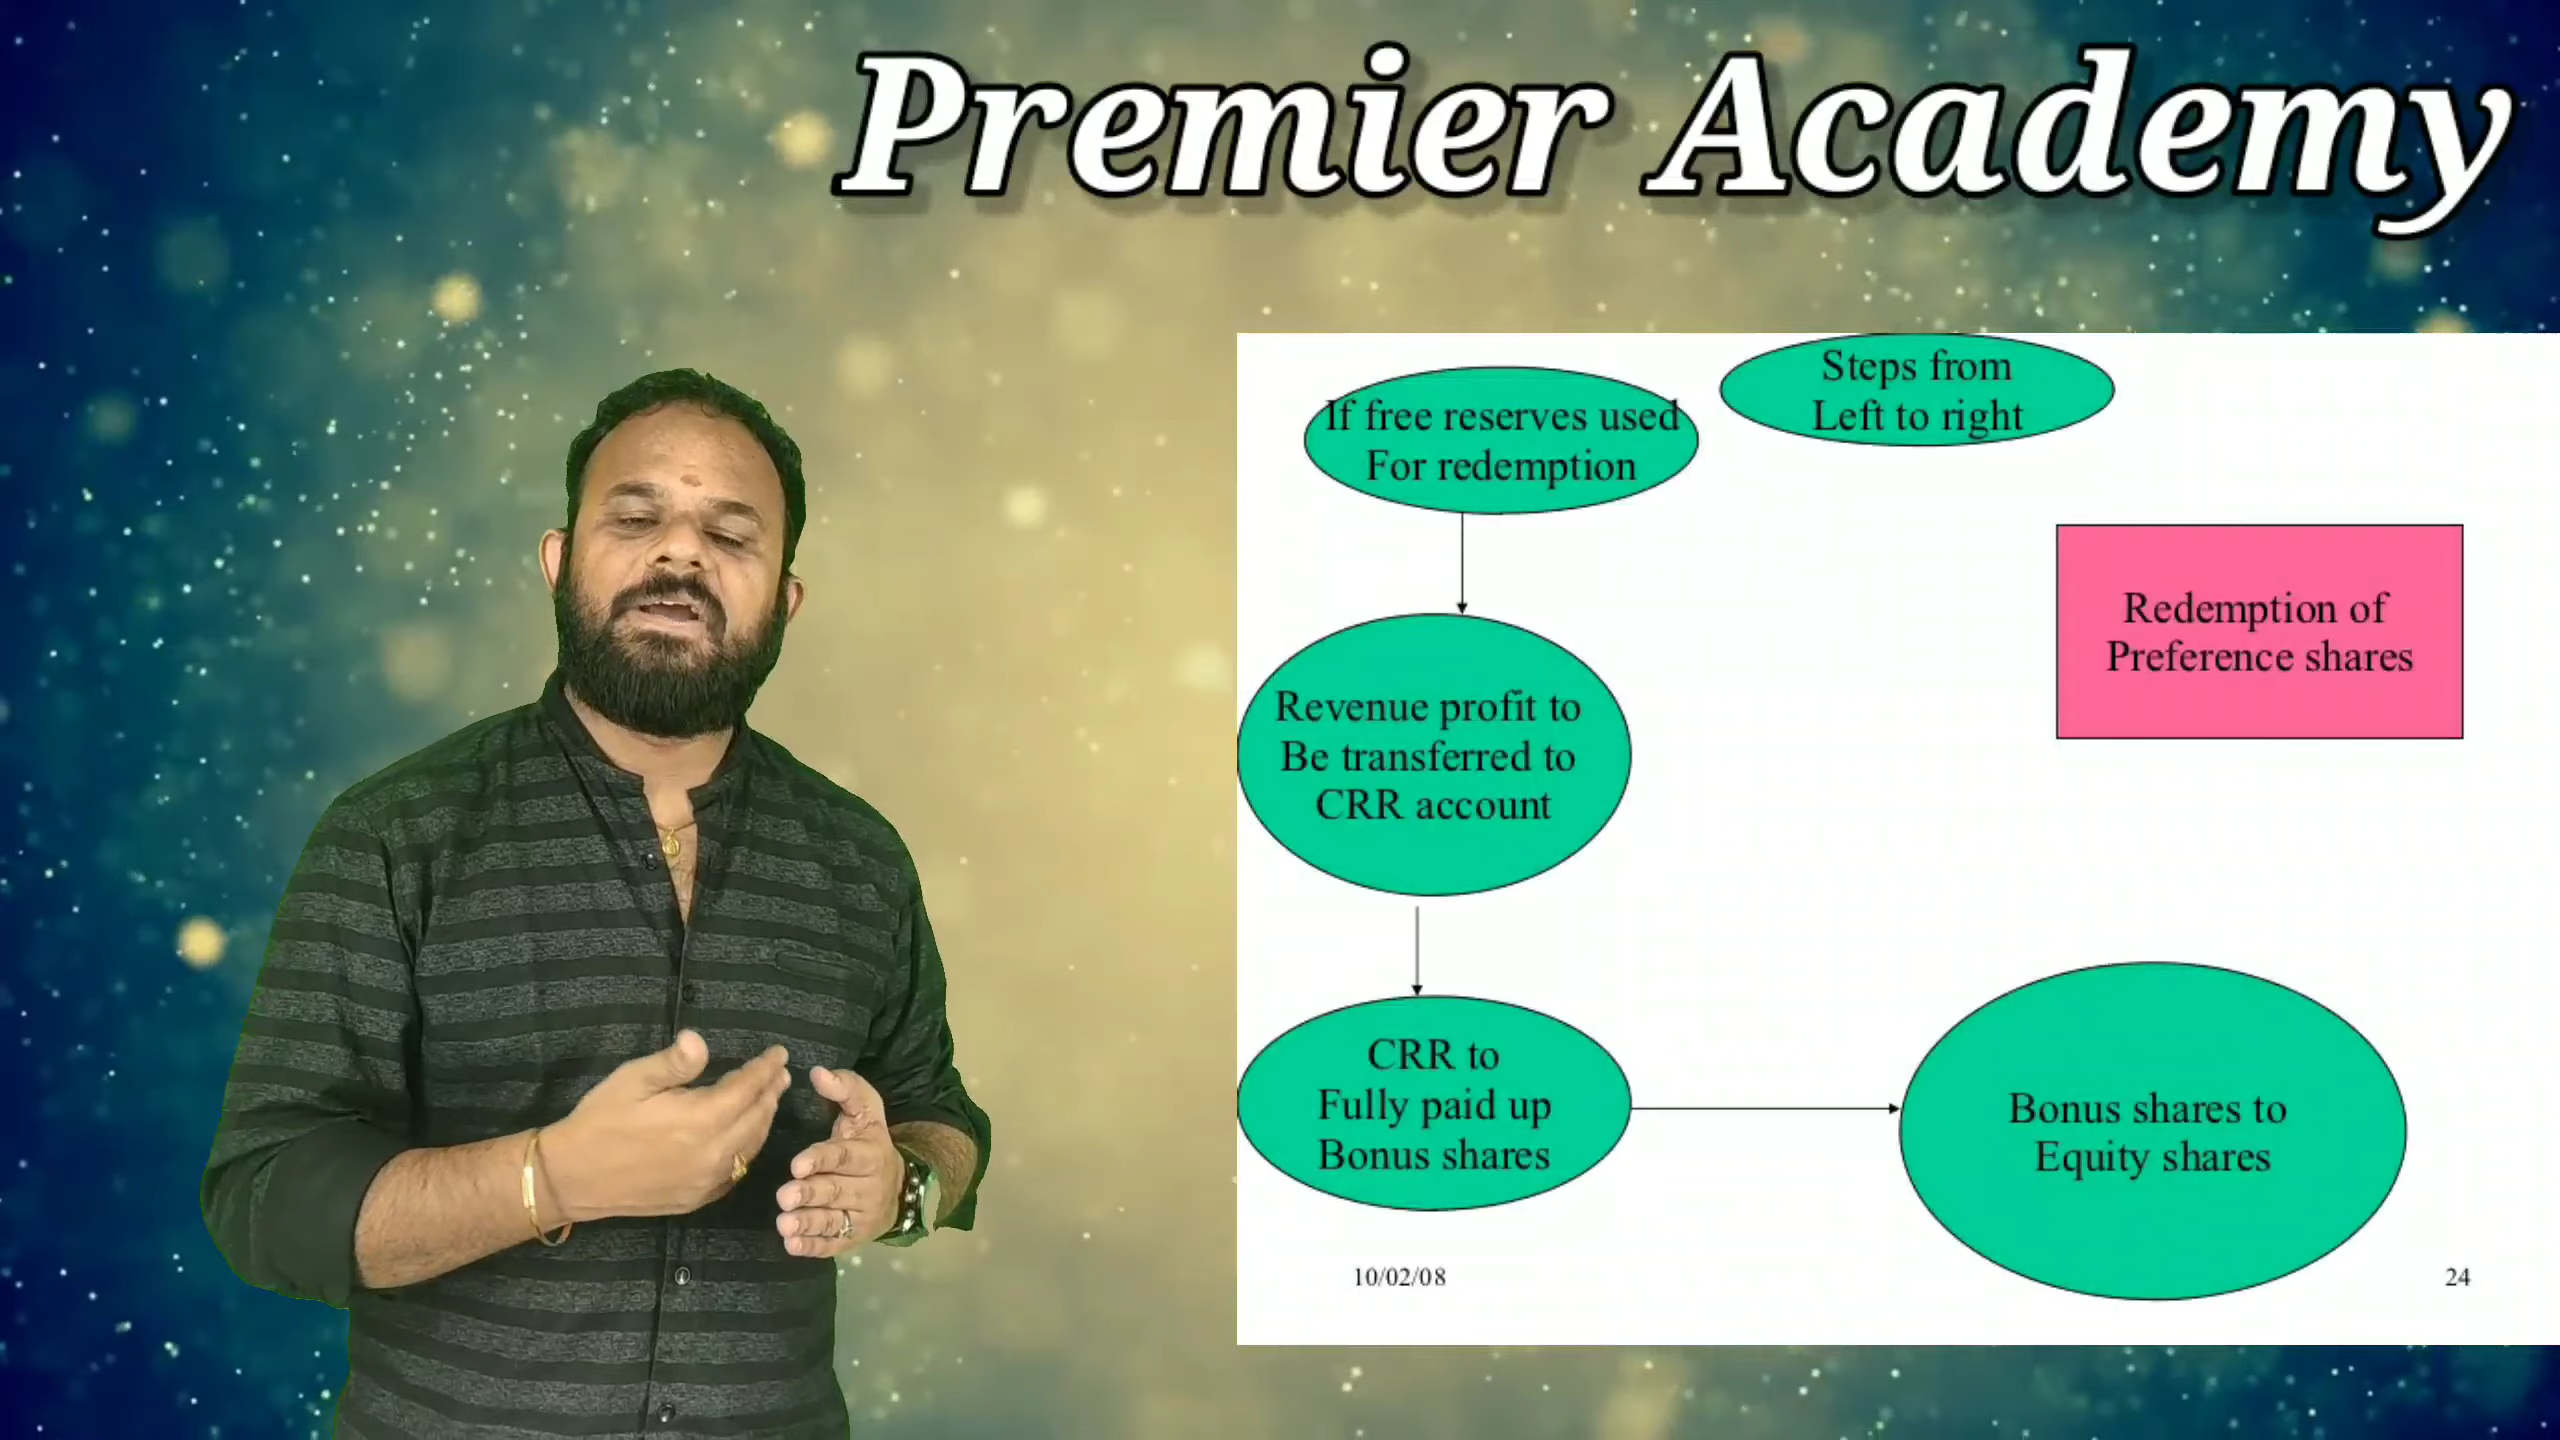 Premier Academy
Steps from
Left to right
If free reserves used
For redemption
Redemption of
Preference shares
Revenue profit to
Be transferred to
CRR account
CRR to
Fully paid up
Bonus shares
Bonus shares to
Equity shares
10/02/08
24